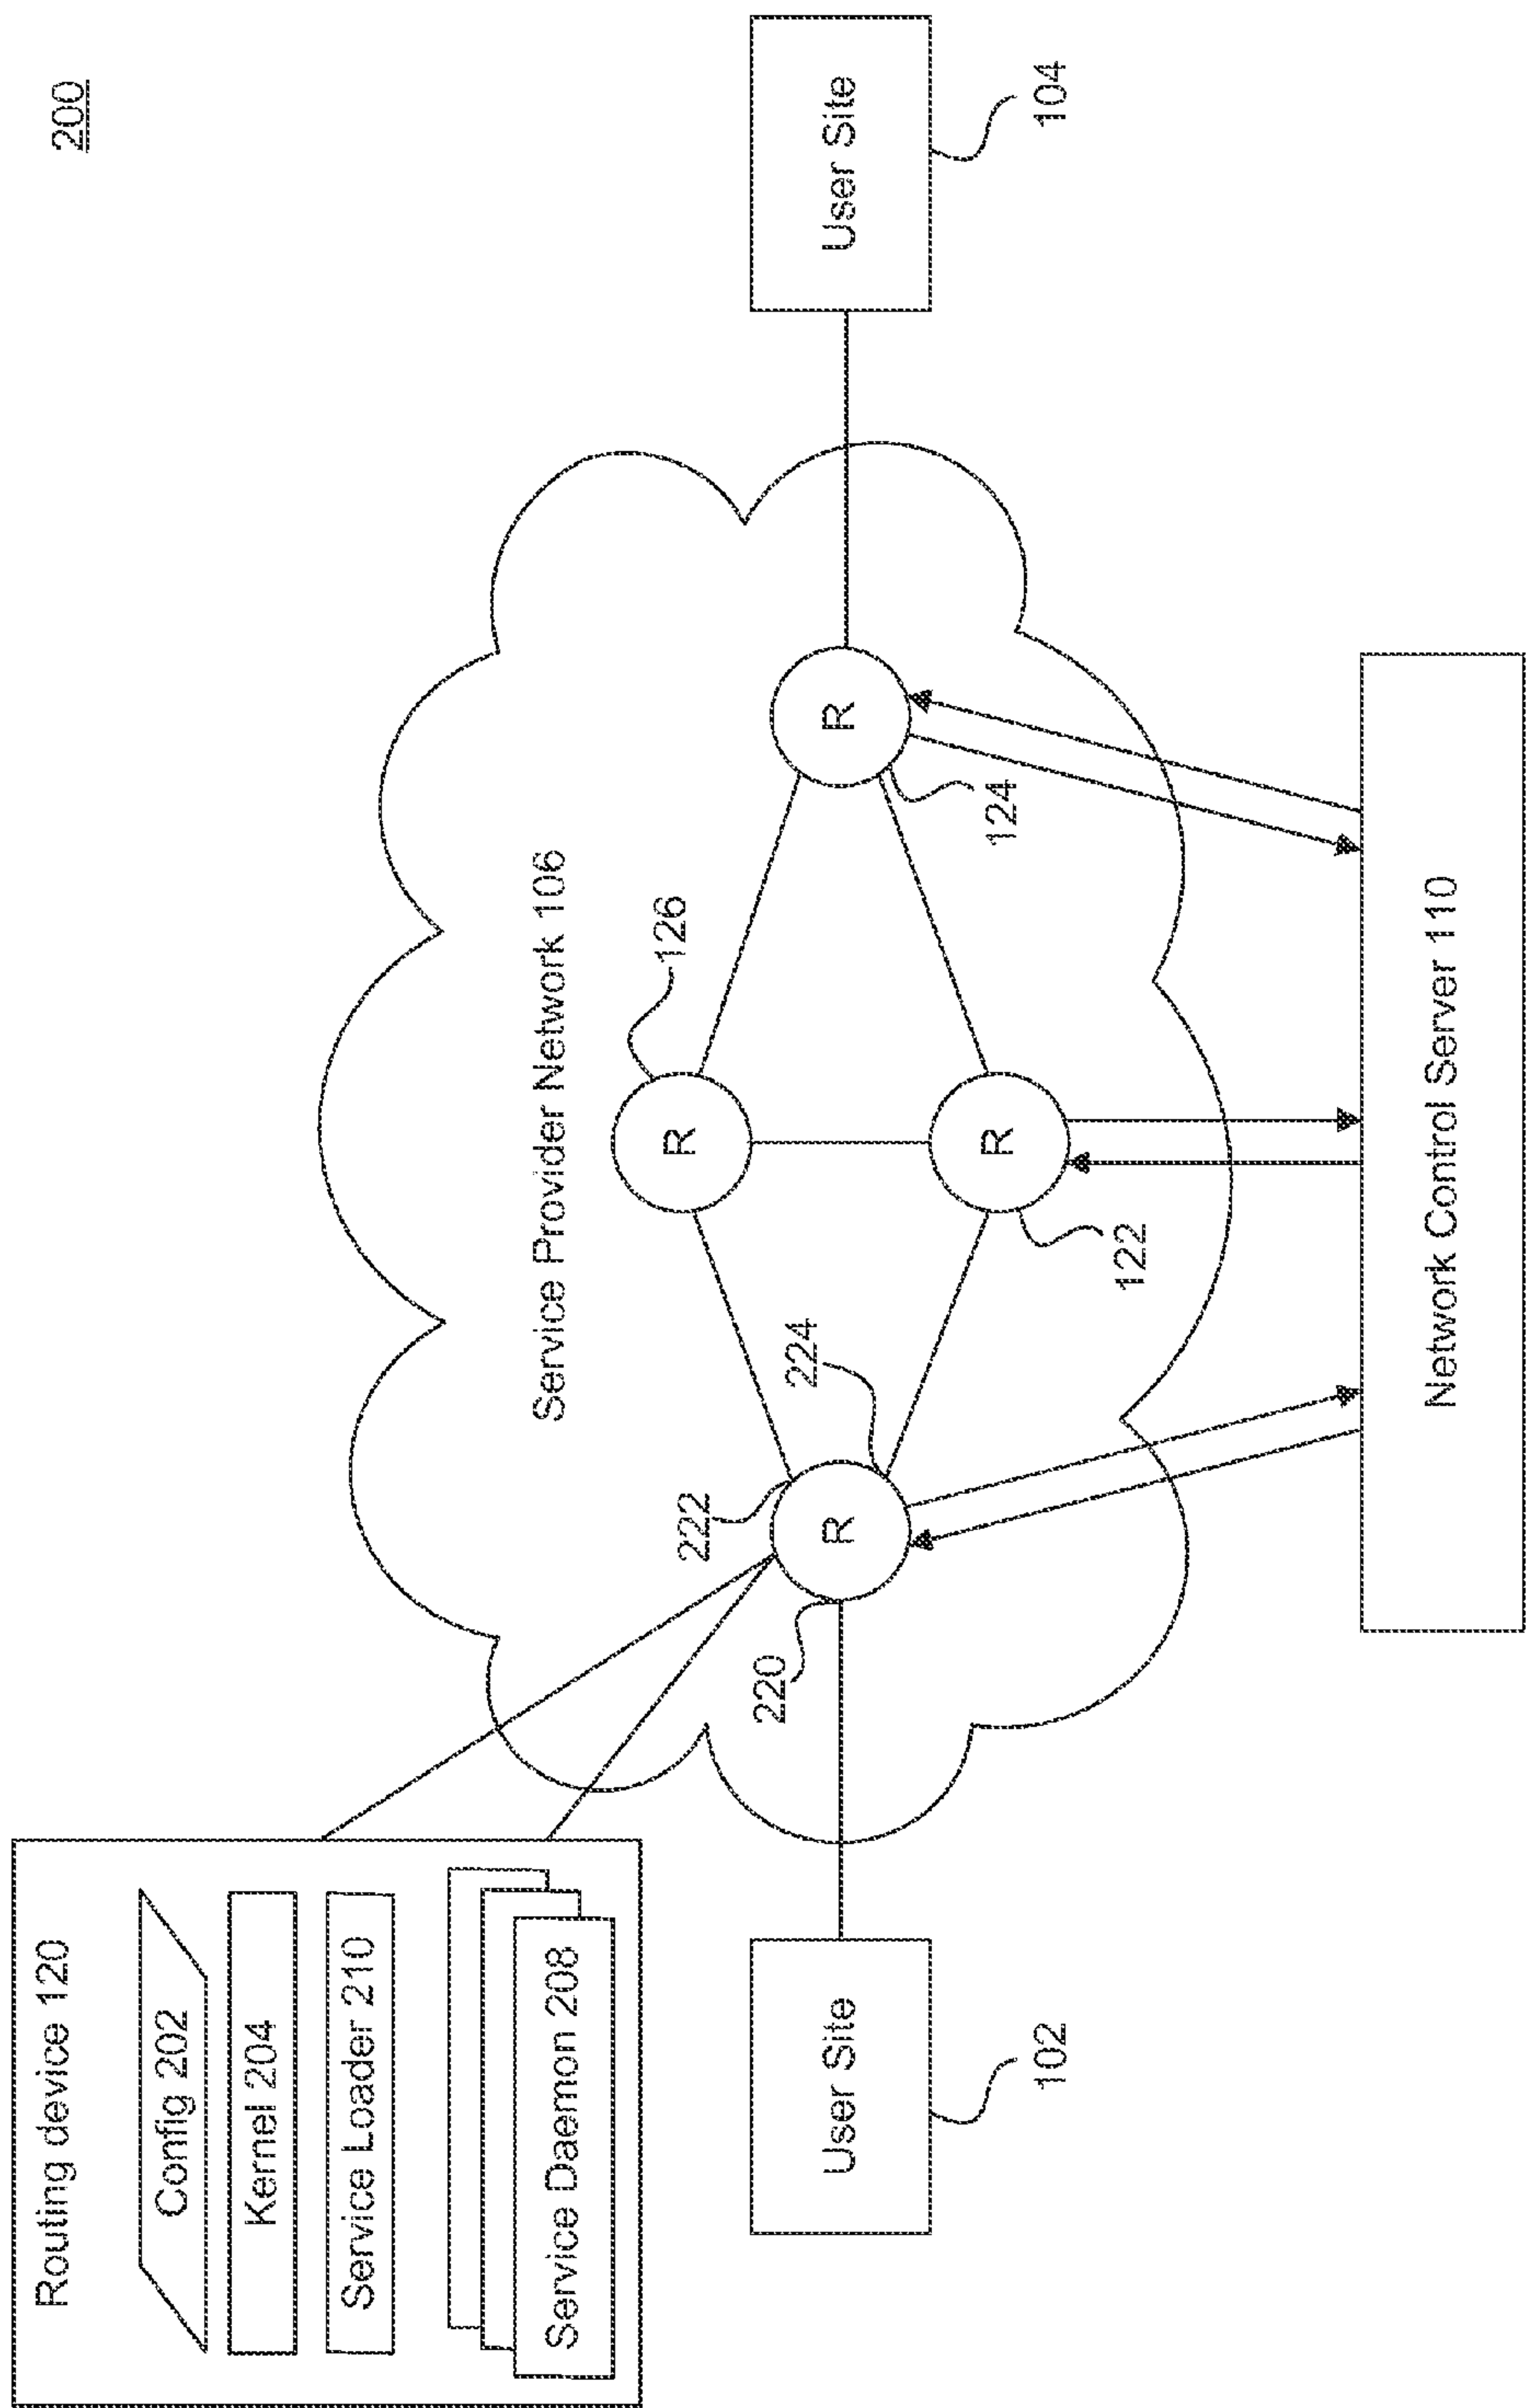 200
Routing device 120
Config 202
Kernel 204
Service Loader 210
Service Daemon 208
Service Provider Network 106
126
R
222
224
220
R
R
124
R
122
User Site
102
User Site
104
Network Control Server 110